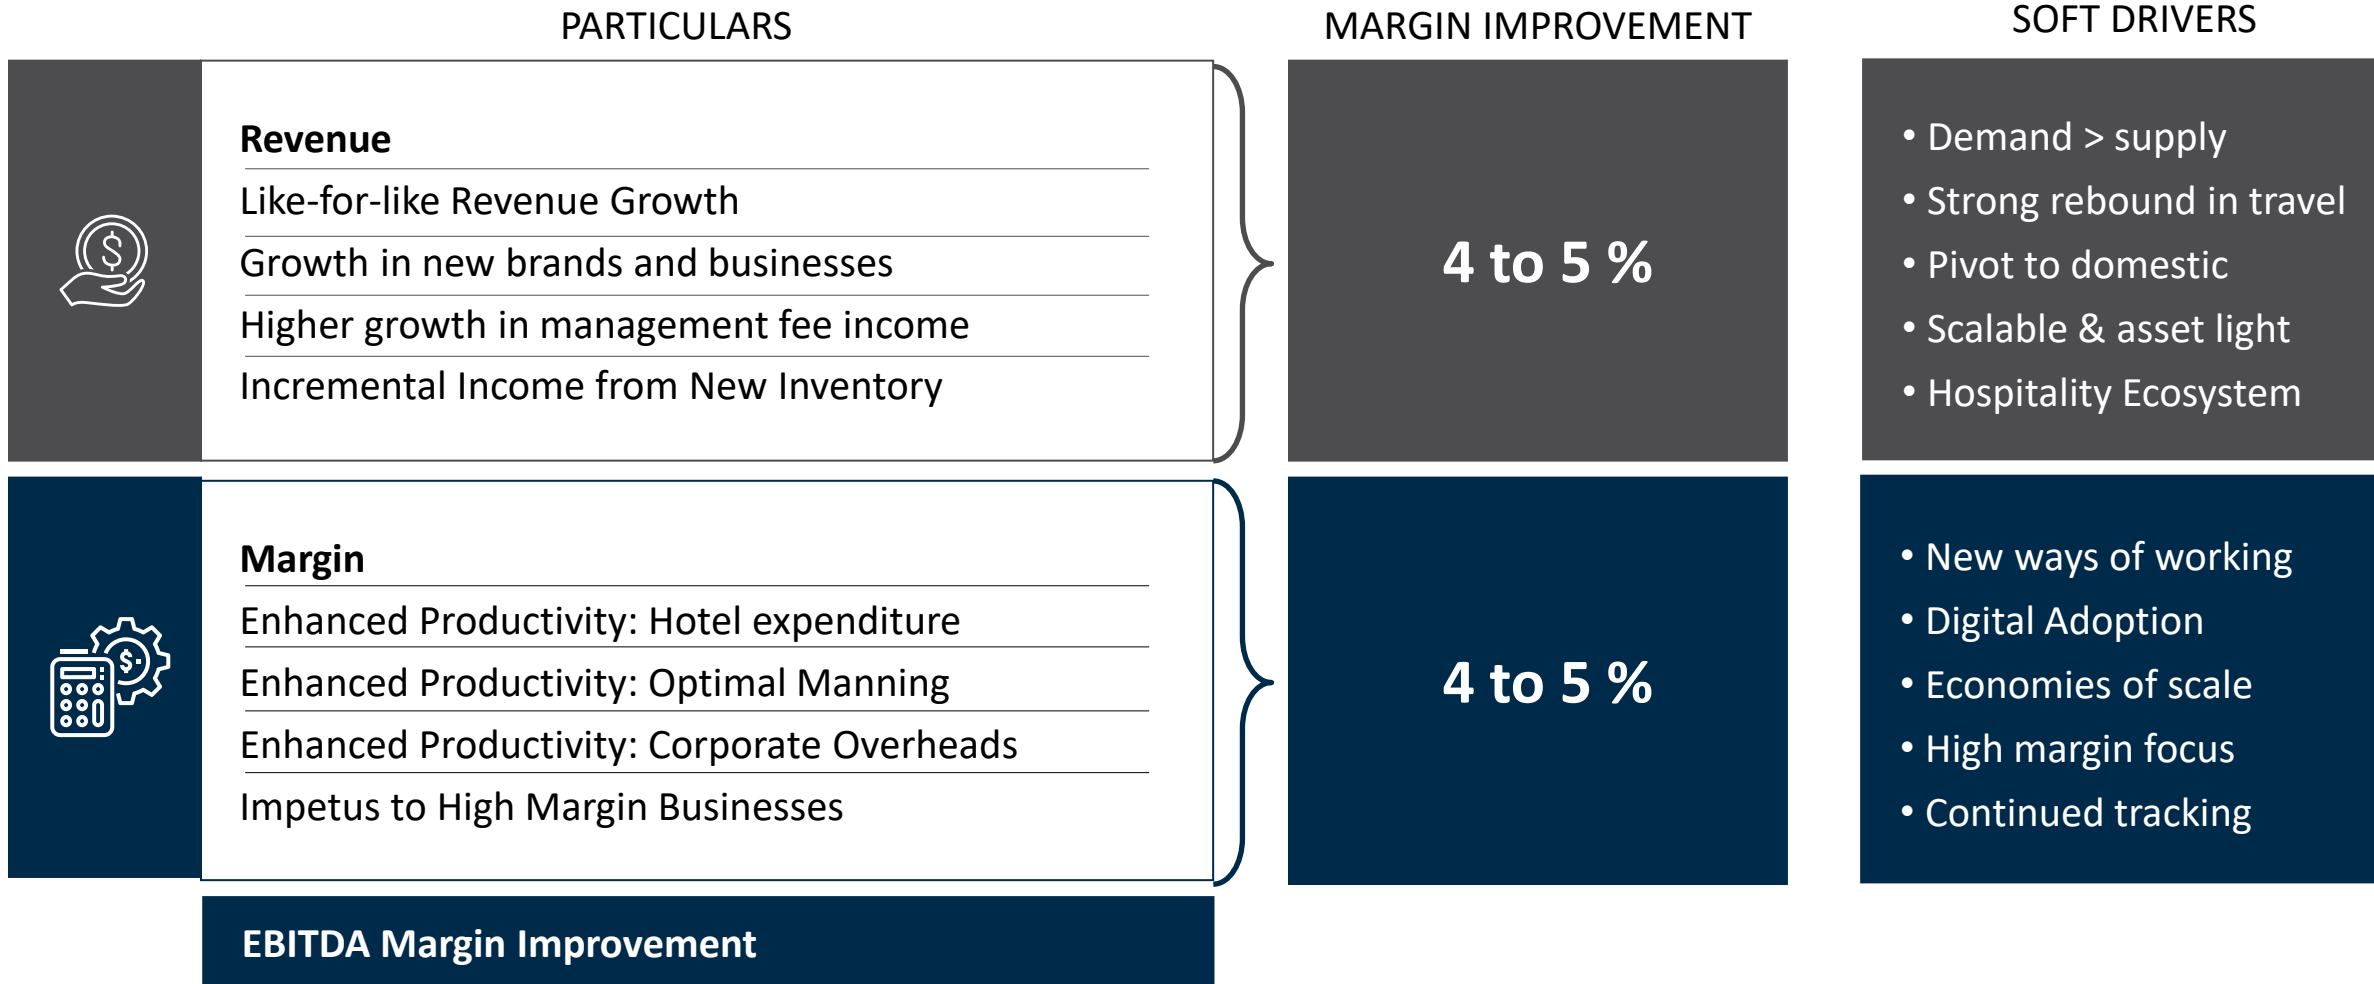 PARTICULARS
MARGIN IMPROVEMENT
SOFT DRIVERS
Revenue
Like-for-like Revenue Growth
Growth in new brands and businesses
Higher growth in management fee income
Incremental Income from New Inventory
4 to 5 %
• Demand > supply
• Strong rebound in travel
• Pivot to domestic
• Scalable & asset light
• Hospitality Ecosystem
Margin
Enhanced Productivity: Hotel expenditure
Enhanced Productivity: Optimal Manning
Enhanced Productivity: Corporate Overheads
Impetus to High Margin Businesses
4 to 5 %
• New ways of working
• Digital Adoption
• Economies of scale
• High margin focus
• Continued tracking
EBITDA Margin Improvement